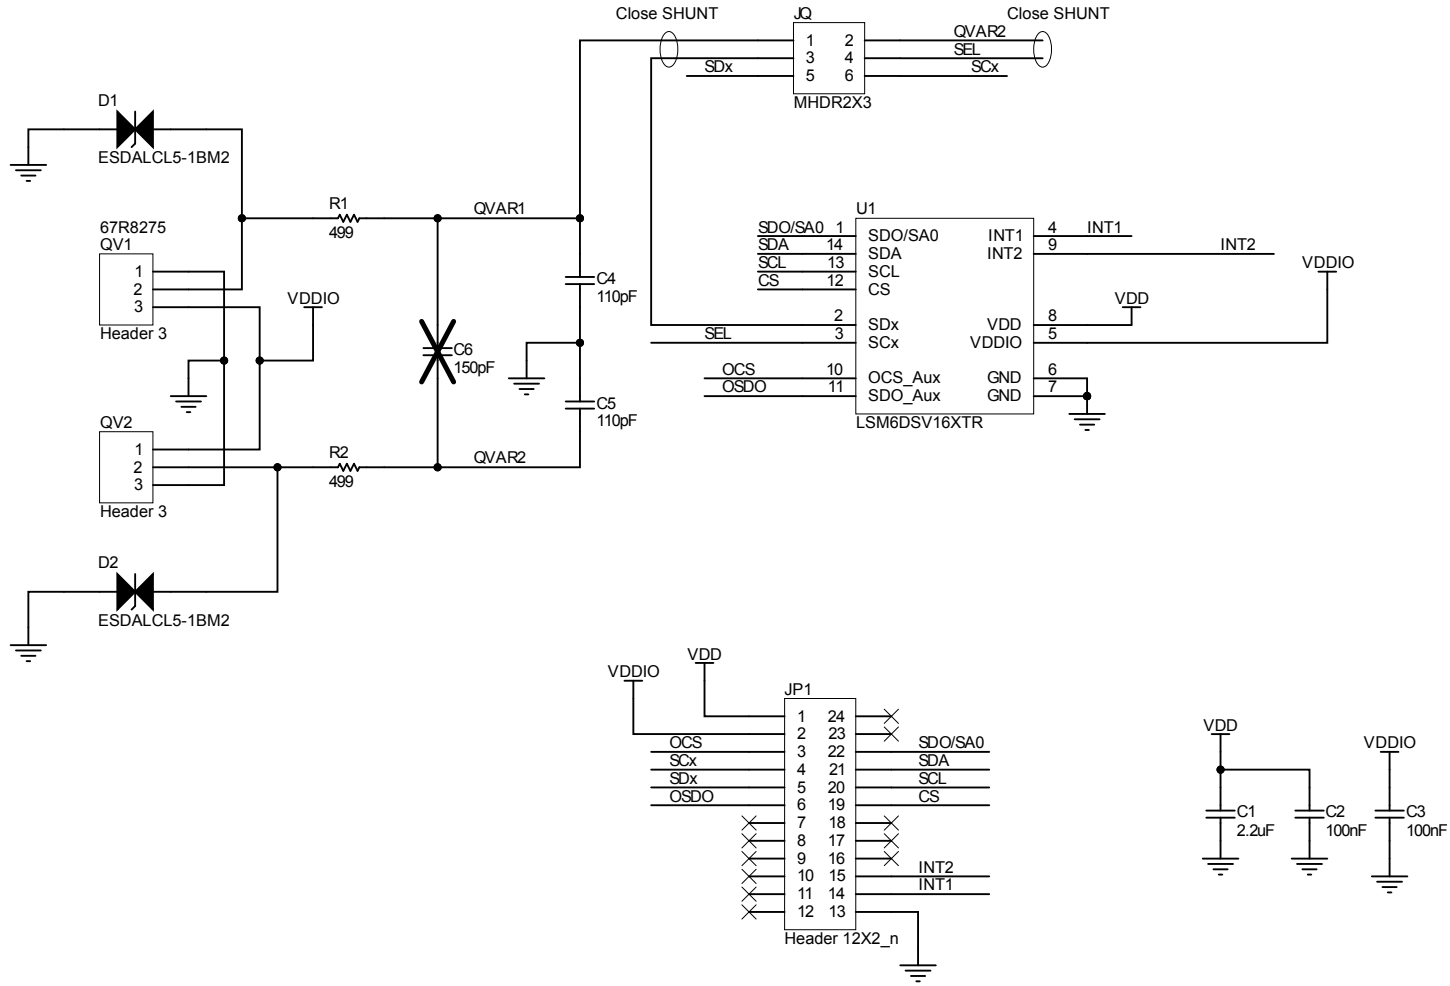 Close SHUNT
JQ
Close SHUNT
1 2 QVAR2
3 4 SEL
SDx 5 6 SCx
MHDR2X3
D1
ESDALCL5-1BM2
R1
499
QVAR1
67R8275
QV1
1
2
3
Header 3
VDDIO
C4
110pF
C6
150pF
C5
110pF
QV2
1
2
3
Header 3
R2
499
QVAR2
D2
ESDALCL5-1BM2
U1
SDO/SA0 1 SDO/SA0 INT1 4 INT1
SDA 14 SDA INT2 9 INT2
SCL 13 SCL
CS 12 CS
VDDIO
VDD
2 SDx VDD 8
SEL 3 SCx VDDIO 5
OCS 10 OCS_Aux GND 6
OSDO 11 SDO_Aux GND 7
LSM6DSV16XTR
VDD
VDDIO
JP1
1 24
2 23
OCS 3 22 SDO/SA0
SCx 4 21 SDA
SDx 5 20 SCL
OSDO 6 19 CS
7 18
8 17
9 16
10 15 INT2
11 14 INT1
12 13
Header 12X2_n
VDD
VDDIO
C1
2.2uF
C2
100nF
C3
100nF